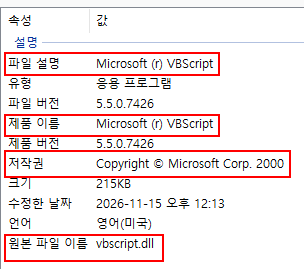 속성 값
설명
파일 설명 Microsoft (r) VBScript
유형 응용 프로그램
파일 버전 5.5.0.7426
제품 이름 Microsoft (r) VBScript
제품 버전 5.5.0.7426
저작권 Copyright © Microsoft Corp. 2000
크기 215KB
수정한 날짜 2026-11-15 오후 12:13
언어 영어(미국)
원본 파일 이름 vbscript.dll